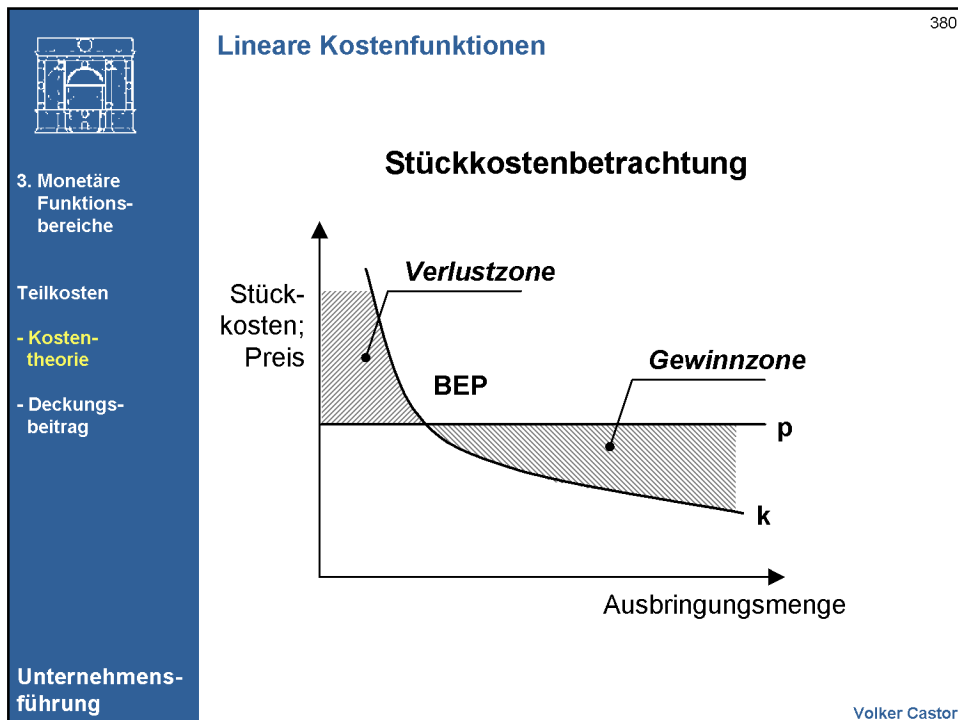 380
Lineare Kostenfunktionen
3. Monetäre
Funktions-
bereiche
Teilkosten
- Kosten-
theorie
- Deckungs-
beitrag
Unternehmens-
führung
Stückkostenbetrachtung
Stück-
kosten;
Preis
Verlustzone
Gewinnzone
BEP
p
k
Ausbringungsmenge
Volker Castor